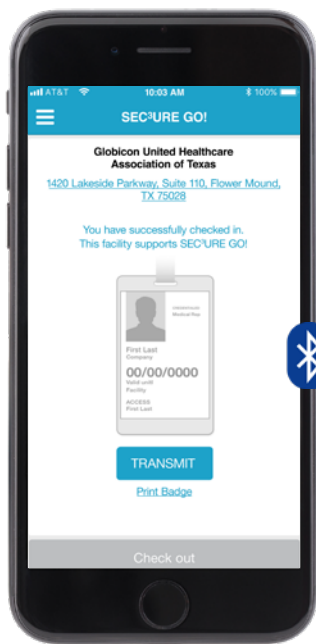 AT&T 10:03 AM 100%
SEC³URE GO!
Globicon United Healthcare
Association of Texas
1420 Lakeside Parkway, Suite 110, Flower Mound,
TX 75028
You have successfully checked in.
This facility supports SEC³URE GO!
Medical Rep
First Last
Company
00/00/0000
Valid until
Facility
ACCESS
First Last
TRANSMIT
Print Badge
Check out